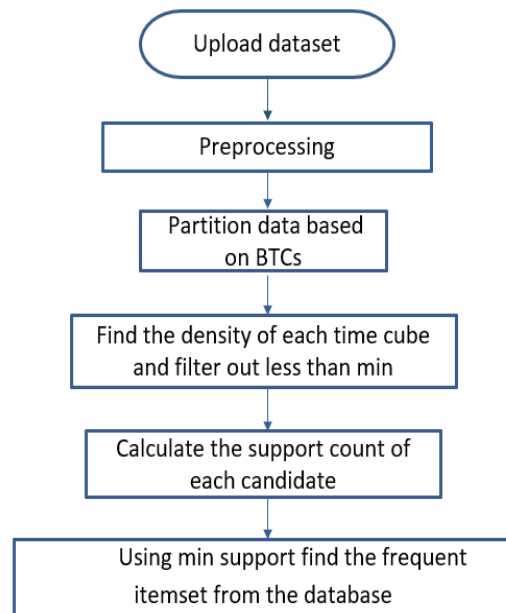 Upload dataset
Preprocessing
Partition data based
on BTCs
Find the density of each time cube
and filter out less than min
Calculate the support count of
each candidate
Using min support find the frequent
itemset from the database